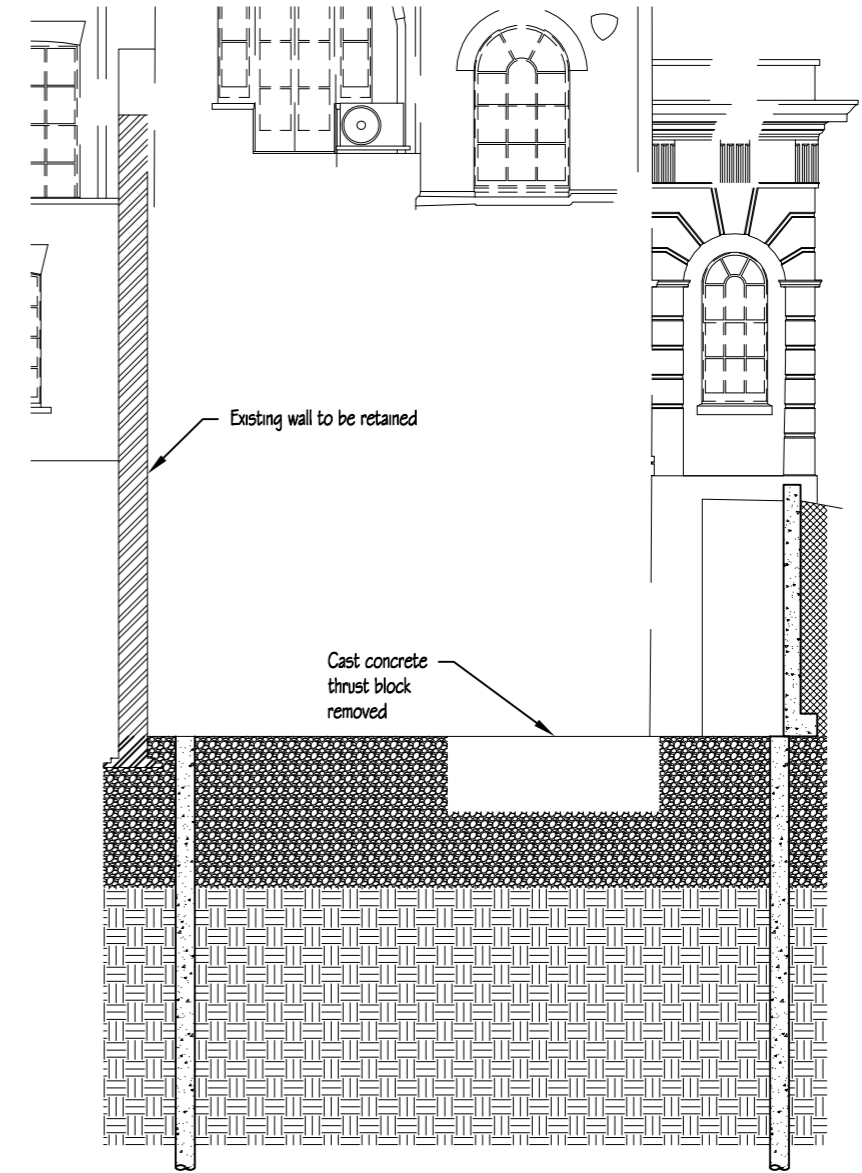 Existing wall to be retained
Cast concrete
thrust block
removed